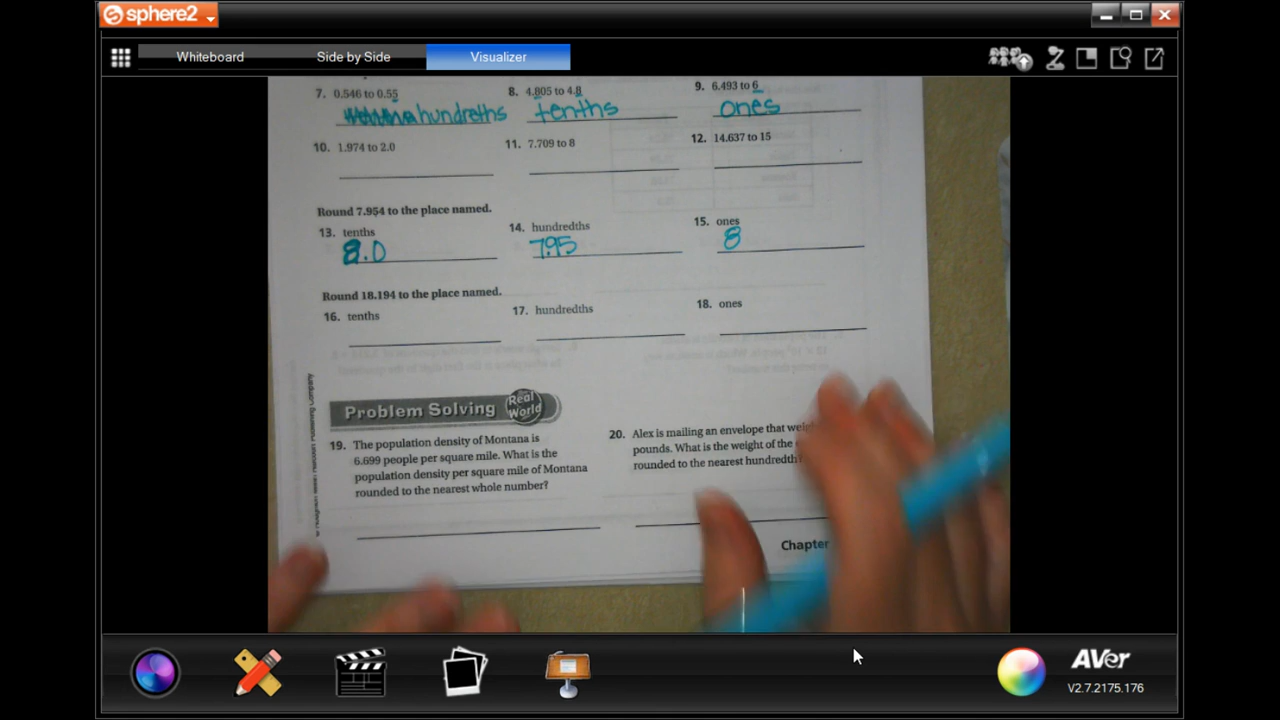 sphere2
Whiteboard Side by Side Visualizer
7. 0.546 to 0.55 8. 4.805 to 4.8 9. 6.493 to 6
hundreths tenths ones
10. 1.974 to 2.0 11. 7.709 to 8 12. 14.637 to 15
Round 7.954 to the place named.
13. tenths 14. hundredths 15. ones
8.0 7.95 8
Round 18.194 to the place named.
16. tenths 17. hundredths 18. ones
Problem Solving Real World
19. The population density of Montana is
6.699 people per square mile. What is the
population density per square mile of Montana
rounded to the nearest whole number?
20. Alex is mailing an envelope that
pounds. What is the weight of the
rounded to the nearest hundredth?
Chapter
AVer
V2.7.2175.176